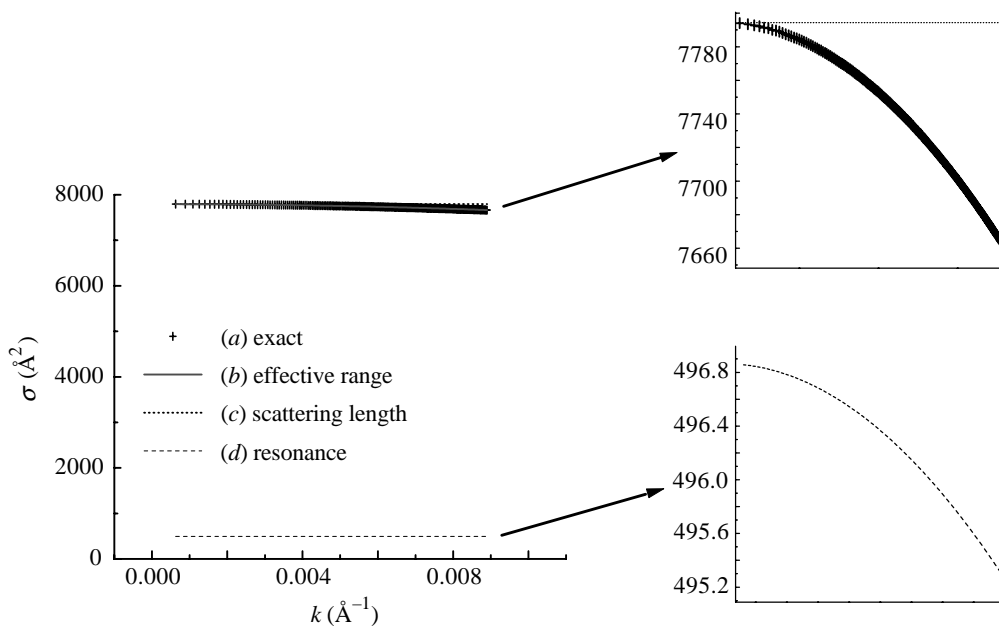 8000
6000
4000
2000
0
σ (Å²)
(a) exact
(b) effective range
(c) scattering length
(d) resonance
0.000 0.004 0.008
k (Å⁻¹)
7780
7740
7700
7660
496.8
496.4
496.0
495.6
495.2